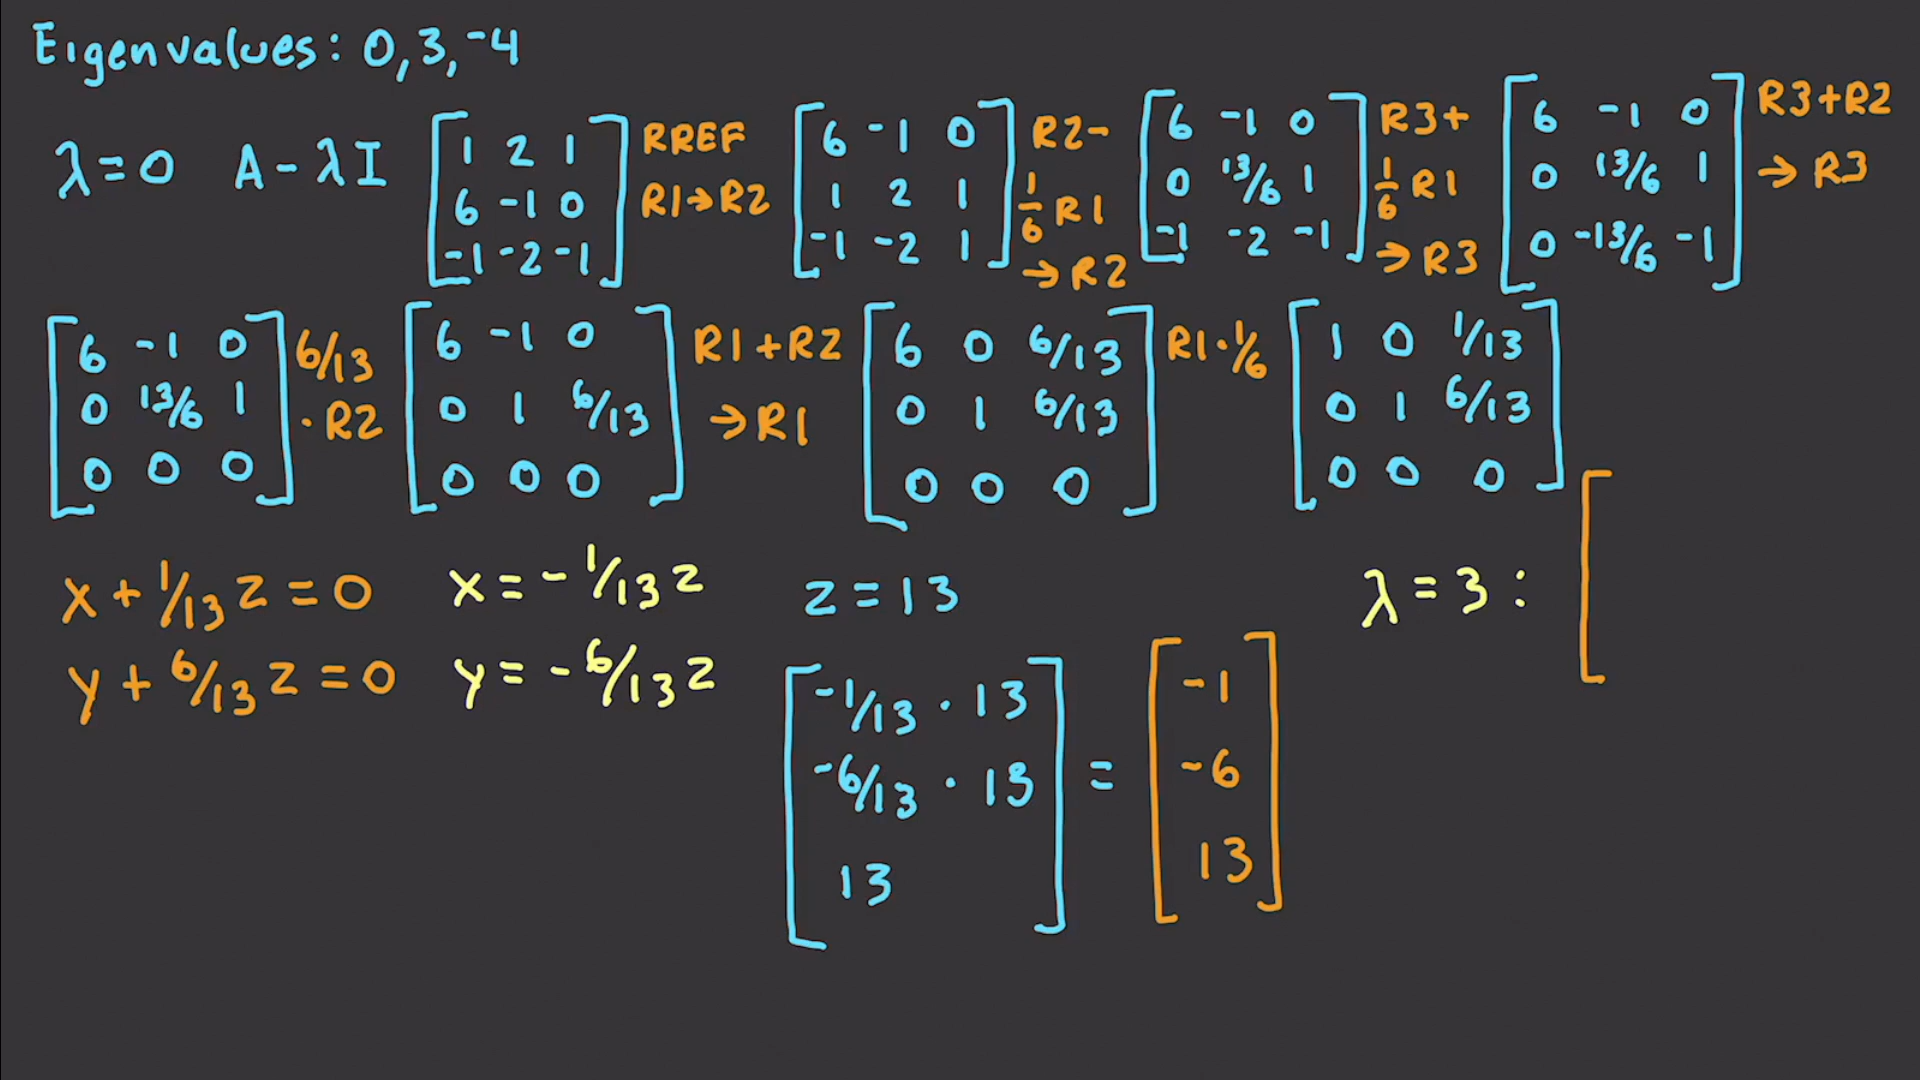 Eigenvalues: 0, 3, -4
λ=0 A-λI [1 2 1; 6 -1 0; -1 -2 -1] RREF R1→R2 [6 -1 0; 1 2 1; -1 -2 1] R2- 1/6 R1 →R2 [6 -1 0; 0 13/6 1; -1 -2 -1] R3+ 1/6 R1 →R3 [6 -1 0; 0 13/6 1; 0 -13/6 -1] R3+R2 →R3
[6 -1 0; 0 13/6 1; 0 0 0] 6/13 ·R2 [6 -1 0; 0 1 6/13; 0 0 0] R1+R2 →R1 [6 0 6/13; 0 1 6/13; 0 0 0] R1·1/6 [1 0 1/13; 0 1 6/13; 0 0 0]
x+1/13z=0 x=-1/13z z=13 λ=3: [
y+6/13z=0 y=-6/13z
[-1/13·13; -6/13·13; 13] = [-1; -6; 13]